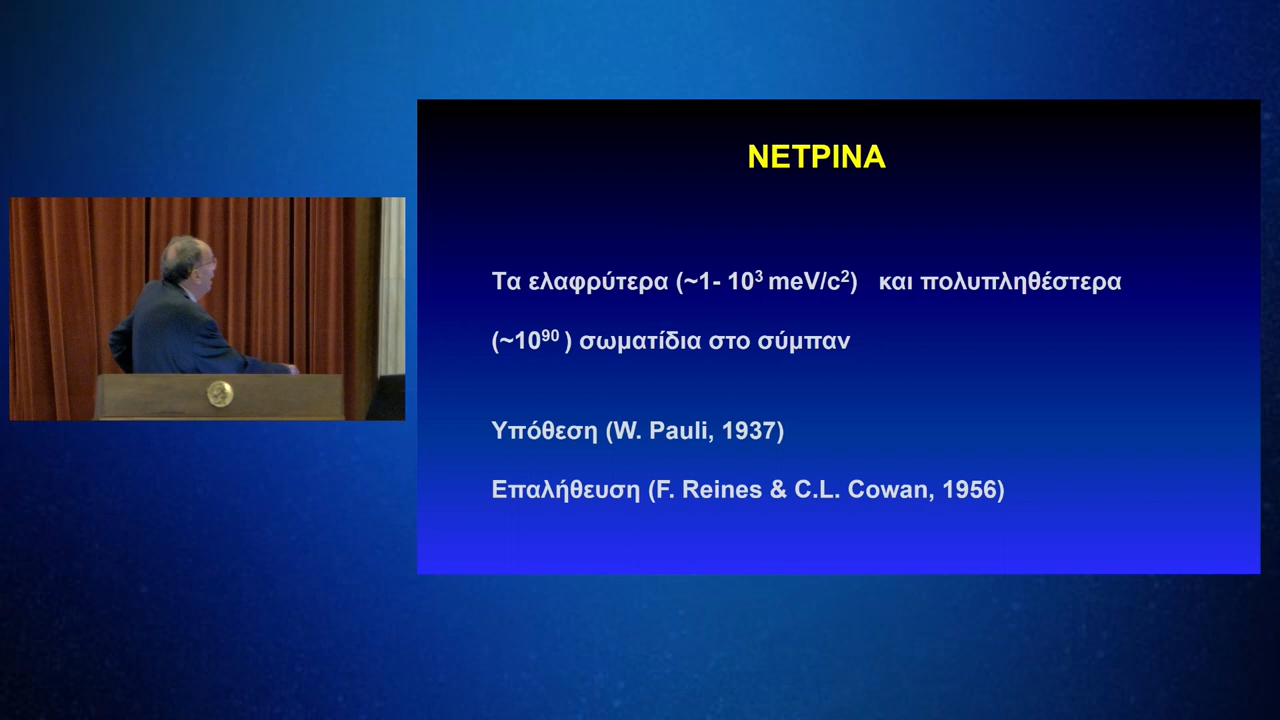 ΝΕΤΡΙΝΑ
Τα ελαφρύτερα (~1- 10³ meV/c²) και πολυπληθέστερα
(~10⁹⁰ ) σωματίδια στο σύμπαν
Υπόθεση (W. Pauli, 1937)
Επαλήθευση (F. Reines & C.L. Cowan, 1956)